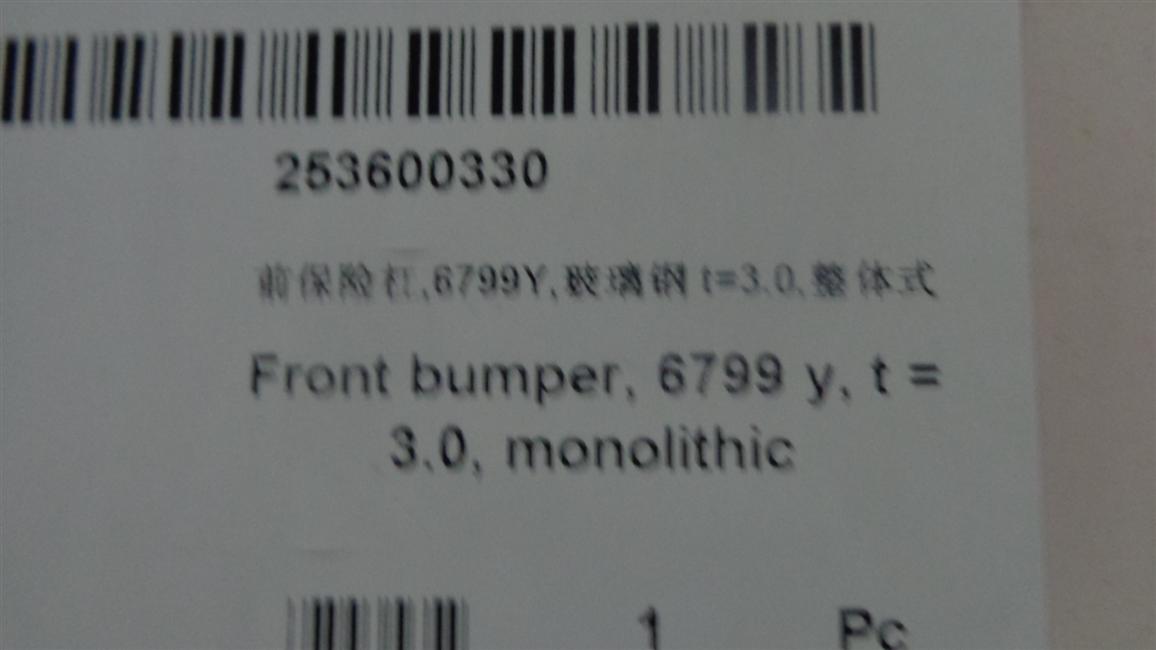 253600330
前保险杠,6799Y,玻璃钢 t=3.0,整体式
Front bumper, 6799 y, t =
3.0, monolithic
1 Pc